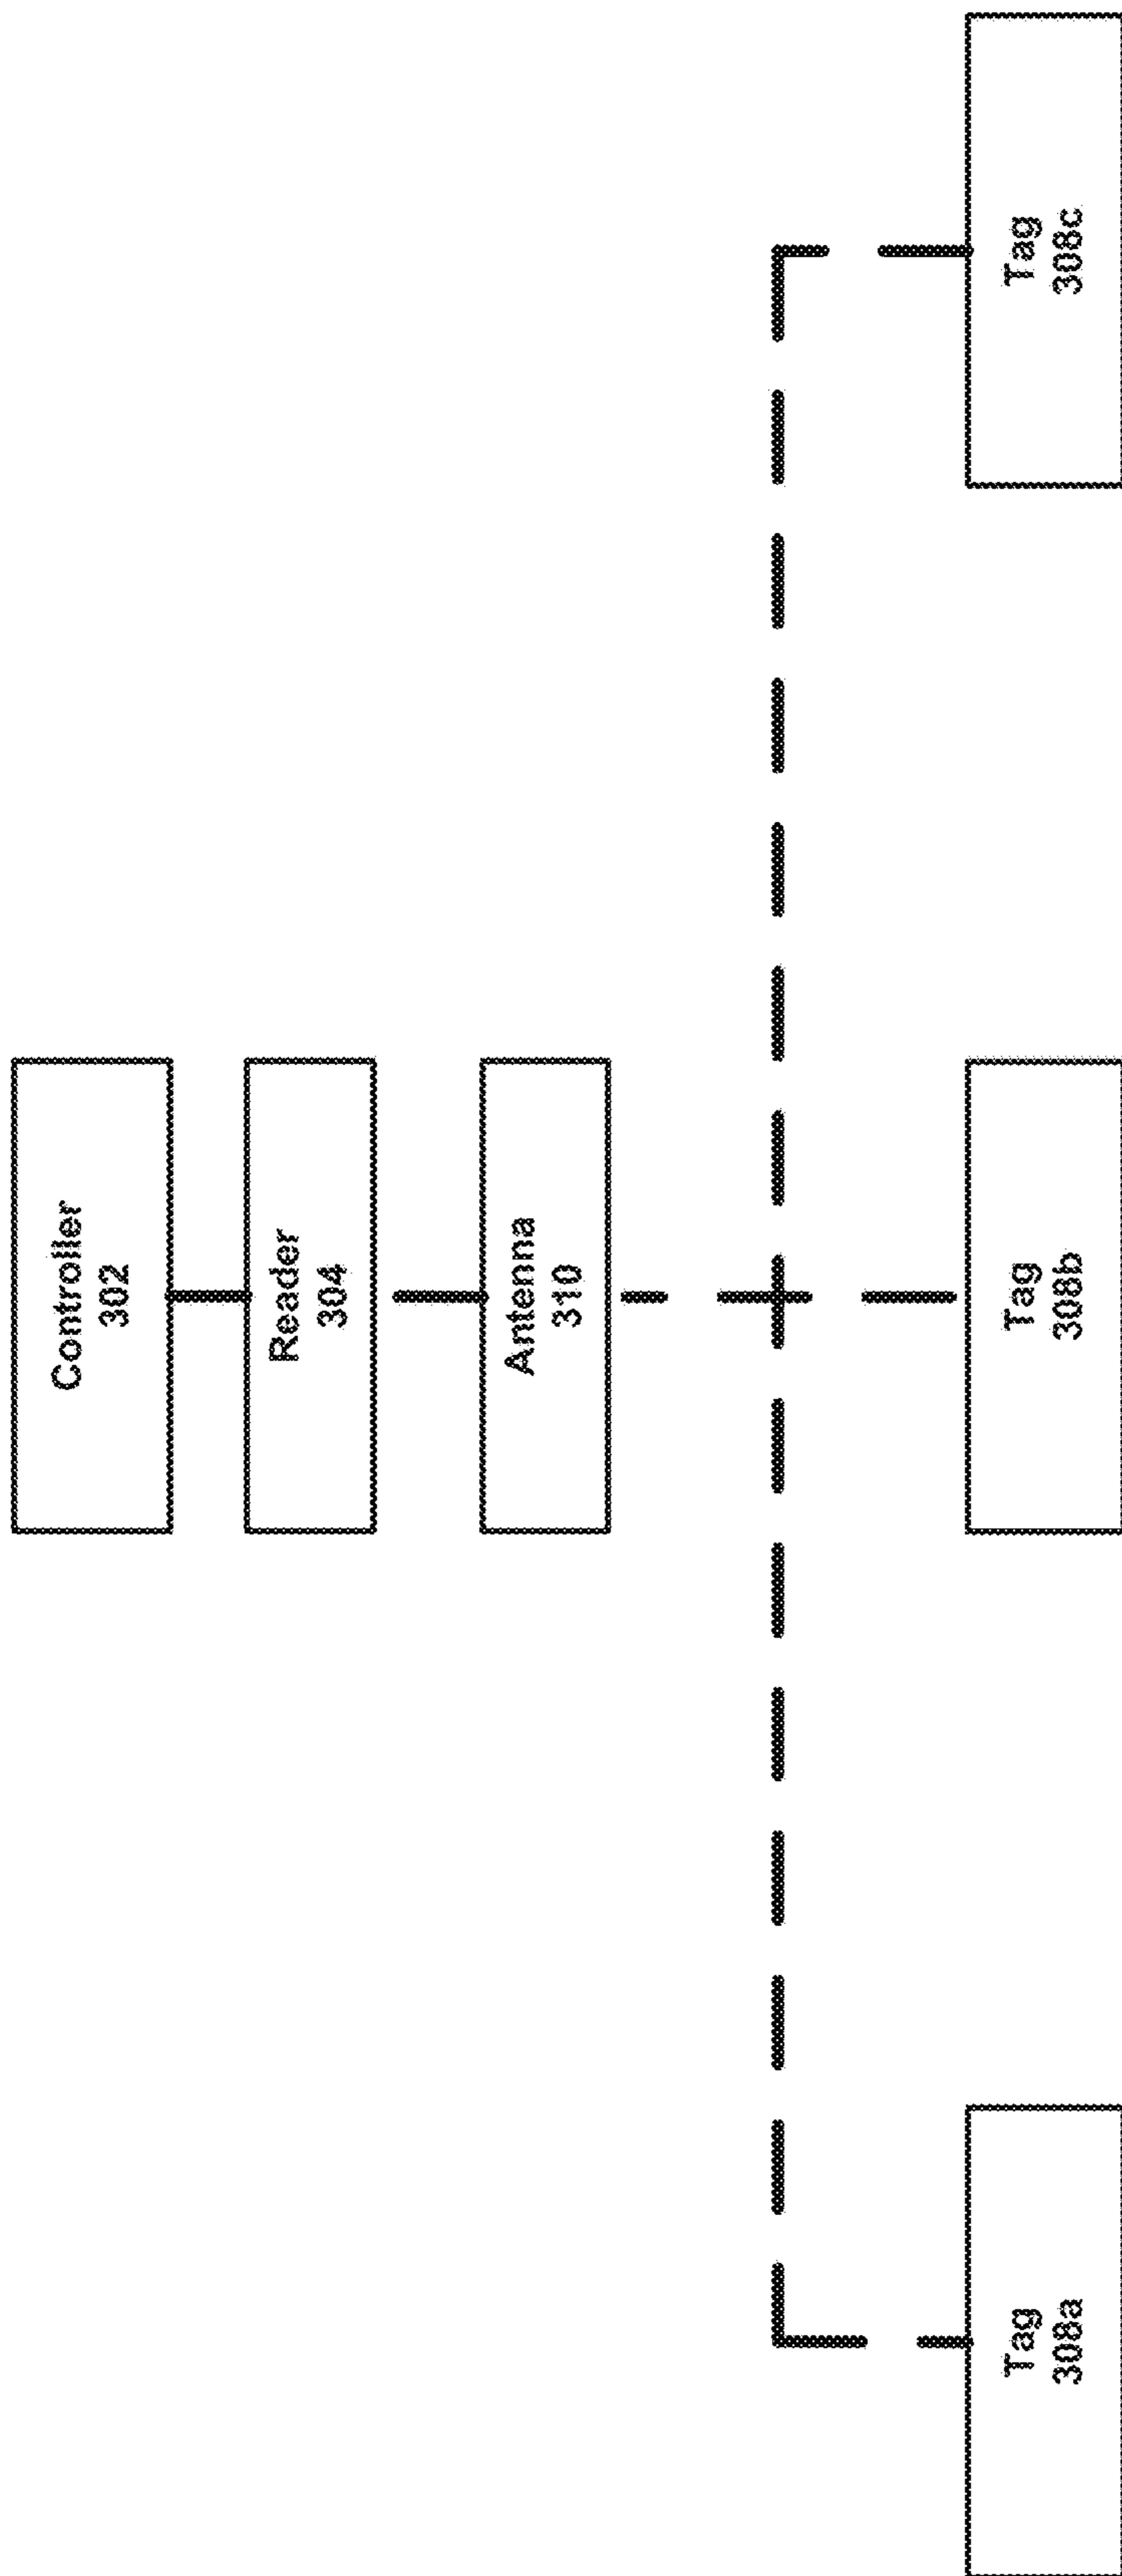 Controller
302
Reader
304
Antenna
310
Tag
308a
Tag
308b
Tag
308c